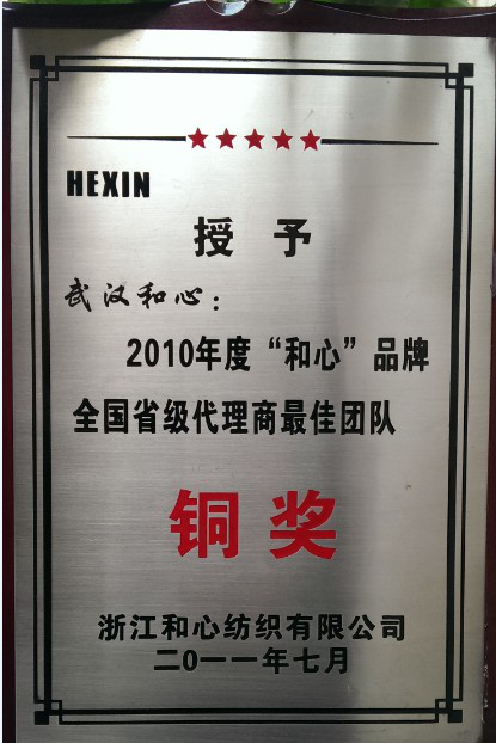 HEXIN
授予
武汉和心：
2010年度“和心”品牌
全国省级代理商最佳团队
铜奖
浙江和心纺织有限公司
二0一一年七月